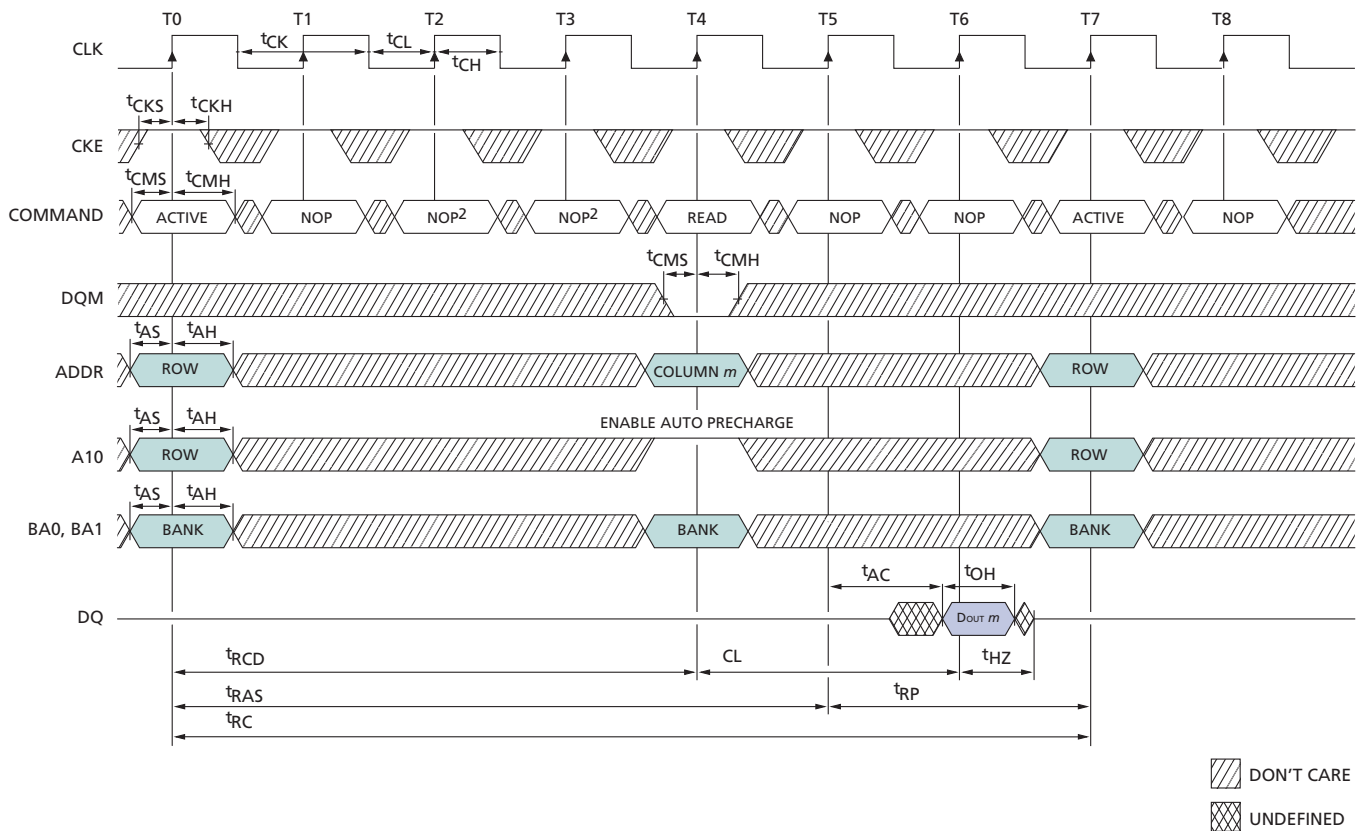 T0 T1 T2 T3 T4 T5 T6 T7 T8
CLK
tCK tCL
tCH
tCKS tCKH
CKE
tCMS tCMH
COMMAND ACTIVE NOP NOP2 NOP2 READ NOP NOP ACTIVE NOP
tCMS tCMH
DQM
tAS tAH
ADDR ROW COLUMN m ROW
ENABLE AUTO PRECHARGE
tAS tAH
A10 ROW ROW
tAS tAH
BA0, BA1 BANK BANK BANK
tAC tOH
DQ DOUT m
tRCD CL tHZ
tRAS tRP
tRC
DON'T CARE
UNDEFINED